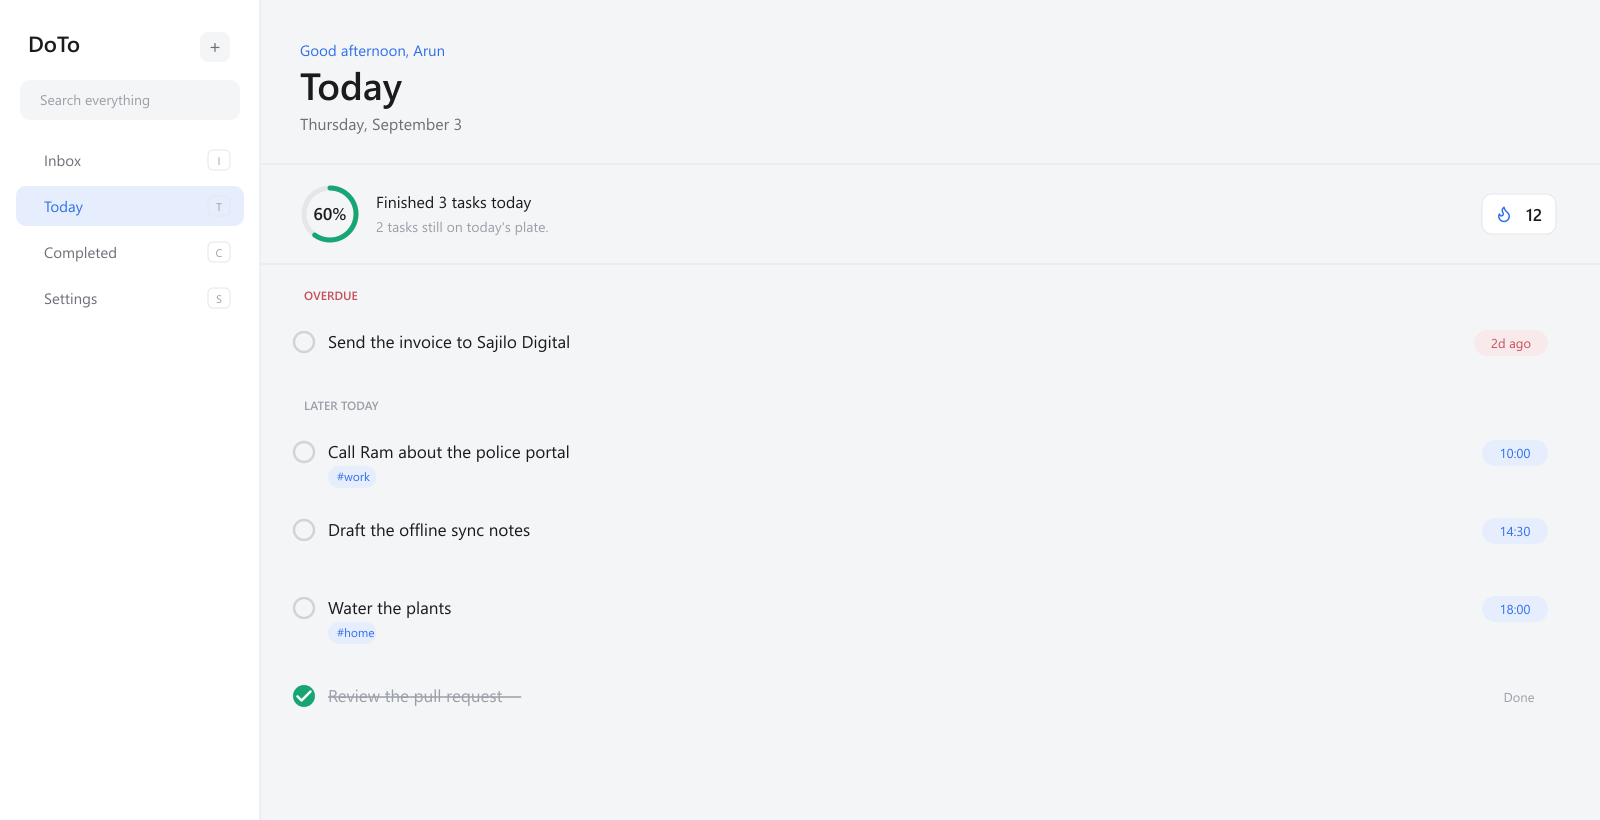 DoTo
+
Search everything
Inbox I
Today T
Completed C
Settings S
Good afternoon, Arun
Today
Thursday, September 3
60%
Finished 3 tasks today
2 tasks still on today's plate.
12
OVERDUE
Send the invoice to Sajilo Digital
2d ago
LATER TODAY
Call Ram about the police portal
10:00
#work
Draft the offline sync notes
14:30
Water the plants
18:00
#home
Review the pull request
Done